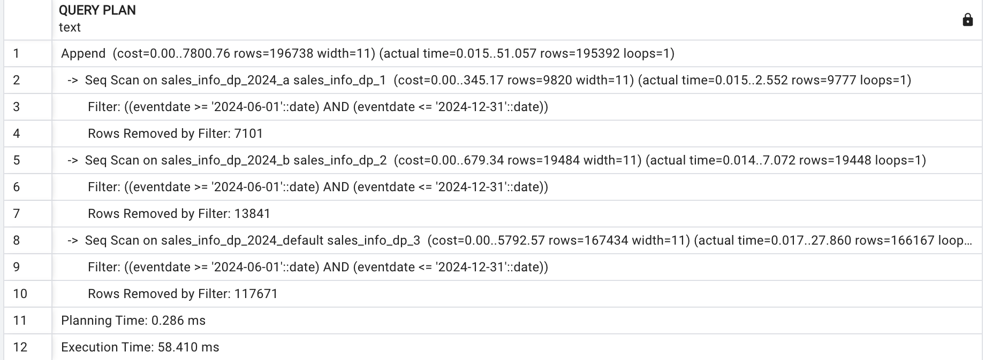 QUERY PLAN
text
1 Append (cost=0.00..7800.76 rows=196738 width=11) (actual time=0.015..51.057 rows=195392 loops=1)
2 -> Seq Scan on sales_info_dp_2024_a sales_info_dp_1 (cost=0.00..345.17 rows=9820 width=11) (actual time=0.015..2.552 rows=9777 loops=1)
3 Filter: ((eventdate >= '2024-06-01'::date) AND (eventdate <= '2024-12-31'::date))
4 Rows Removed by Filter: 7101
5 -> Seq Scan on sales_info_dp_2024_b sales_info_dp_2 (cost=0.00..679.34 rows=19484 width=11) (actual time=0.014..7.072 rows=19448 loops=1)
6 Filter: ((eventdate >= '2024-06-01'::date) AND (eventdate <= '2024-12-31'::date))
7 Rows Removed by Filter: 13841
8 -> Seq Scan on sales_info_dp_2024_default sales_info_dp_3 (cost=0.00..5792.57 rows=167434 width=11) (actual time=0.017..27.860 rows=166167 loop...
9 Filter: ((eventdate >= '2024-06-01'::date) AND (eventdate <= '2024-12-31'::date))
10 Rows Removed by Filter: 117671
11 Planning Time: 0.286 ms
12 Execution Time: 58.410 ms